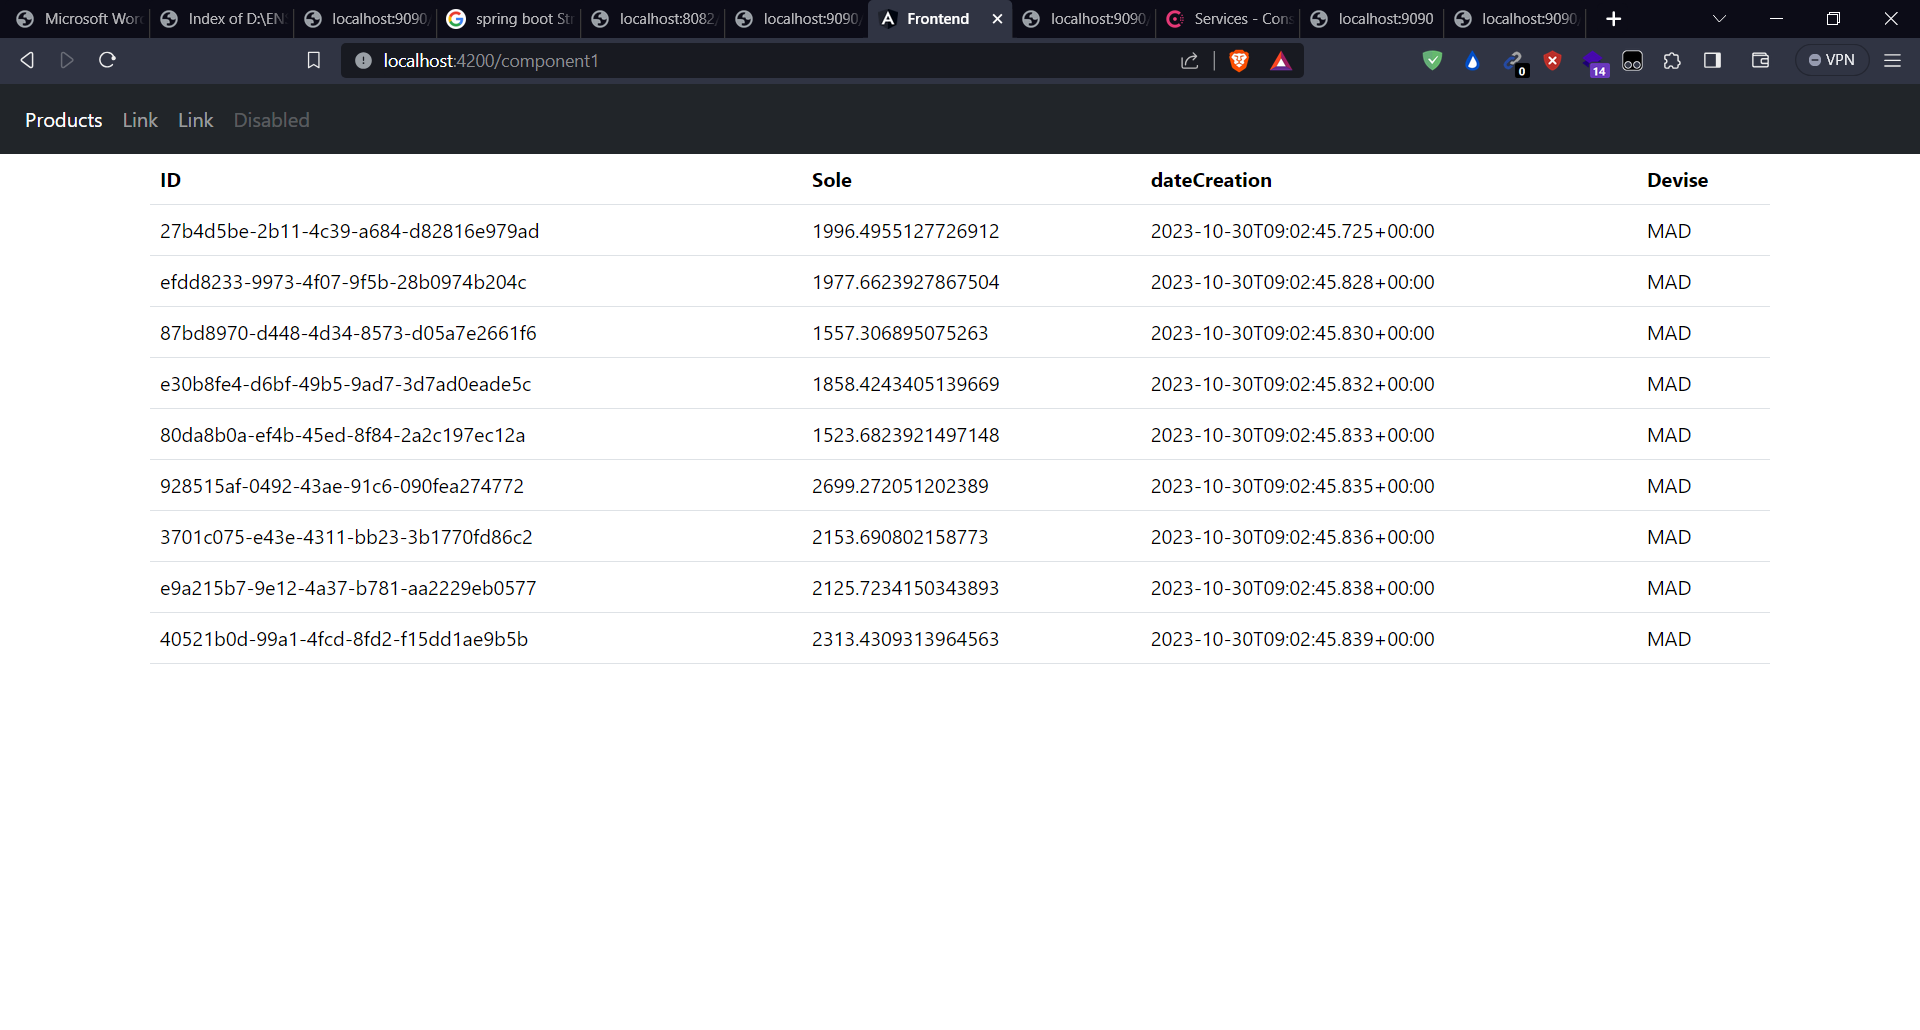 Microsoft Wor Index of D:\EN localhost:9090/ spring boot St localhost:8082/ localhost:9090/ Frontend localhost:9090/ Services - Con localhost:9090 localhost:9090/
localhost:4200/component1 0 14 VPN
Products Link Link Disabled
ID Sole dateCreation Devise
27b4d5be-2b11-4c39-a684-d82816e979ad 1996.4955127726912 2023-10-30T09:02:45.725+00:00 MAD
efdd8233-9973-4f07-9f5b-28b0974b204c 1977.6623927867504 2023-10-30T09:02:45.828+00:00 MAD
87bd8970-d448-4d34-8573-d05a7e2661f6 1557.306895075263 2023-10-30T09:02:45.830+00:00 MAD
e30b8fe4-d6bf-49b5-9ad7-3d7ad0eade5c 1858.4243405139669 2023-10-30T09:02:45.832+00:00 MAD
80da8b0a-ef4b-45ed-8f84-2a2c197ec12a 1523.6823921497148 2023-10-30T09:02:45.833+00:00 MAD
928515af-0492-43ae-91c6-090fea274772 2699.272051202389 2023-10-30T09:02:45.835+00:00 MAD
3701c075-e43e-4311-bb23-3b1770fd86c2 2153.690802158773 2023-10-30T09:02:45.836+00:00 MAD
e9a215b7-9e12-4a37-b781-aa2229eb0577 2125.7234150343893 2023-10-30T09:02:45.838+00:00 MAD
40521b0d-99a1-4fcd-8fd2-f15dd1ae9b5b 2313.4309313964563 2023-10-30T09:02:45.839+00:00 MAD